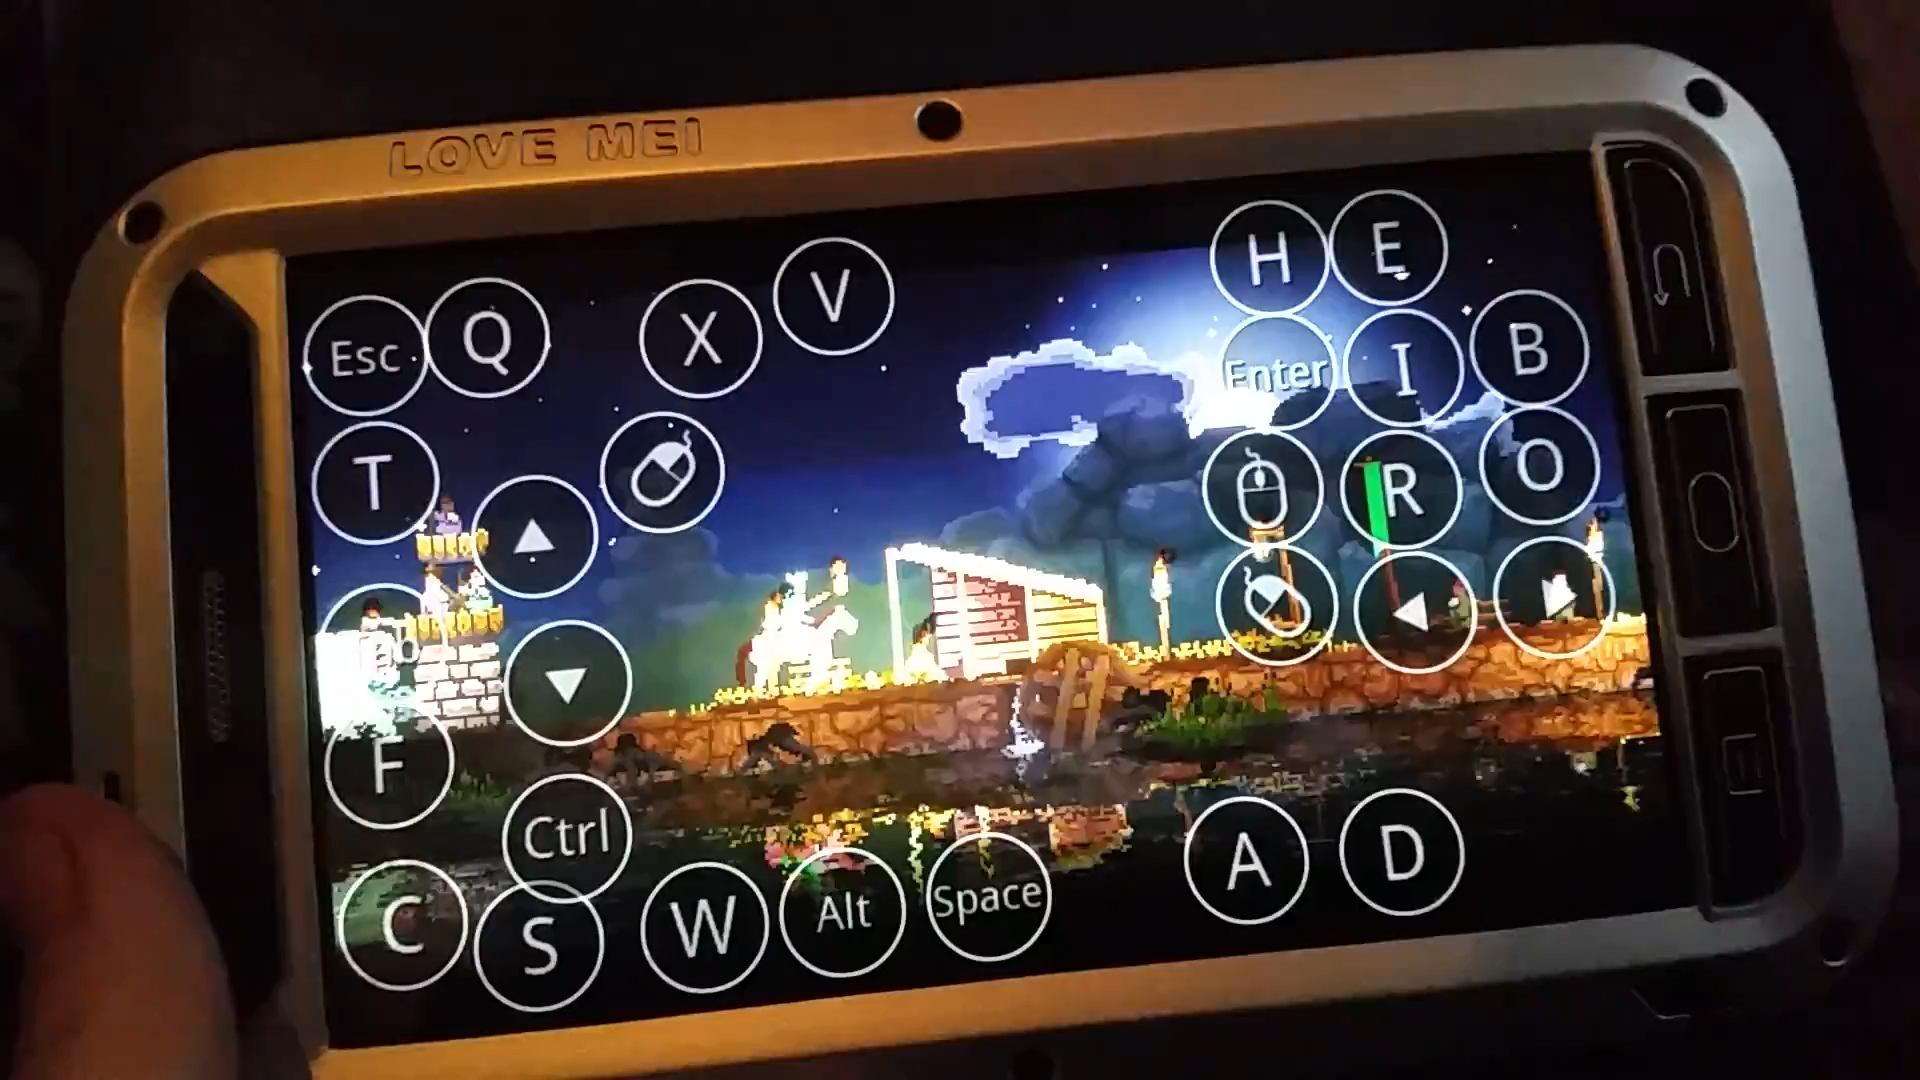 LOVE MEI
H E
V
Esc Q X
Enter I B
T R O
F
Ctrl
A D
C S W Alt Space